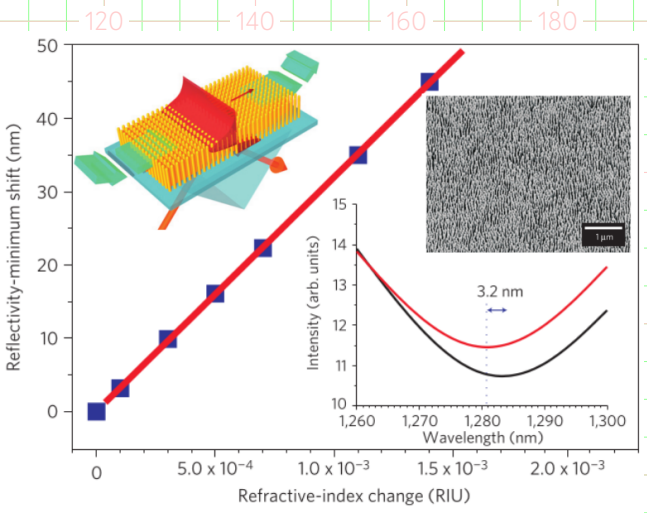 120 140 160 180
50
40
30
20
10
0
Reflectivity-minimum shift (nm)
1 µm
15
14
13
12
11
10
Intensity (arb. units)
3.2 nm
1,260 1,270 1,280 1,290 1,300
Wavelength (nm)
0 5.0 x 10⁻⁴ 1.0 x 10⁻³ 1.5 x 10⁻³ 2.0 x 10⁻³
Refractive-index change (RIU)